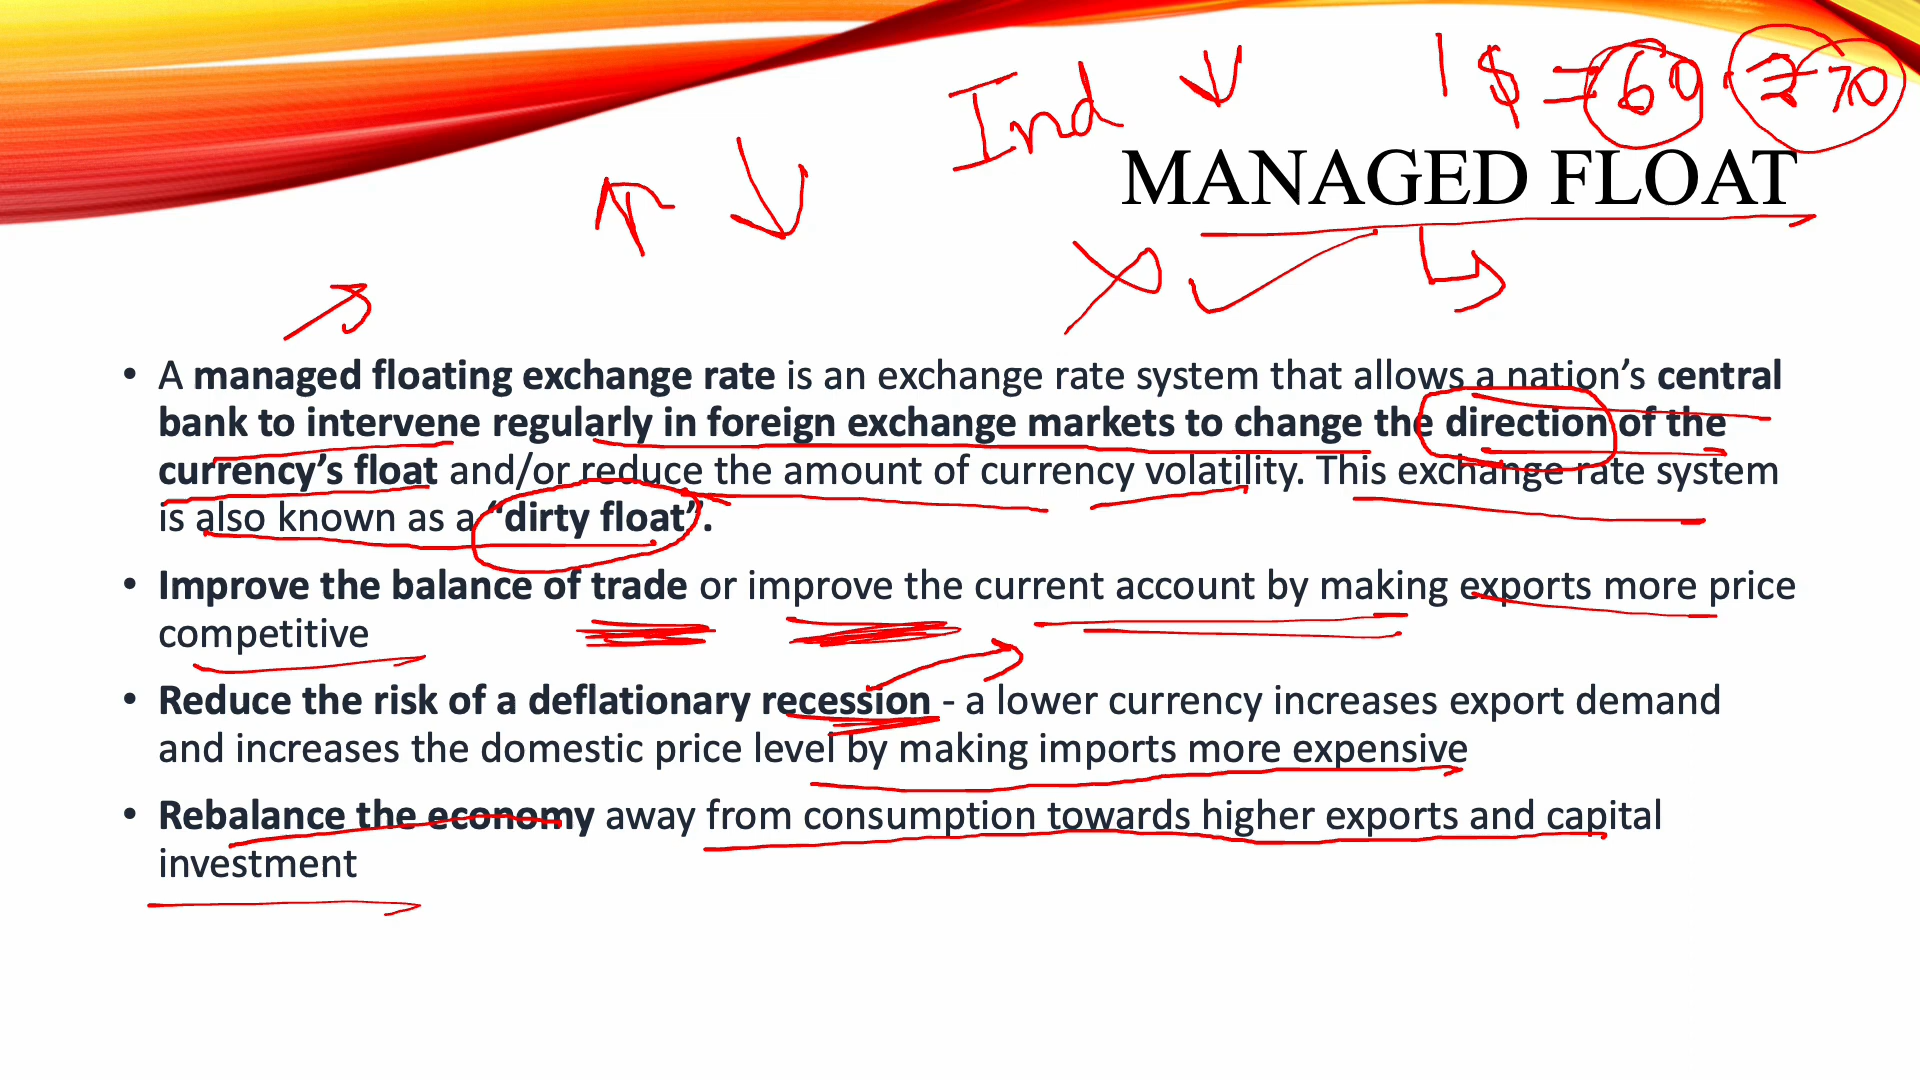 Ind 1 $ = 60. ₹ 70
MANAGED FLOAT
• A managed floating exchange rate is an exchange rate system that allows a nation’s central
bank to intervene regularly in foreign exchange markets to change the direction of the
currency’s float and/or reduce the amount of currency volatility. This exchange rate system
is also known as a “dirty float”.
• Improve the balance of trade or improve the current account by making exports more price
competitive
• Reduce the risk of a deflationary recession - a lower currency increases export demand
and increases the domestic price level by making imports more expensive
• Rebalance the economy away from consumption towards higher exports and capital
investment